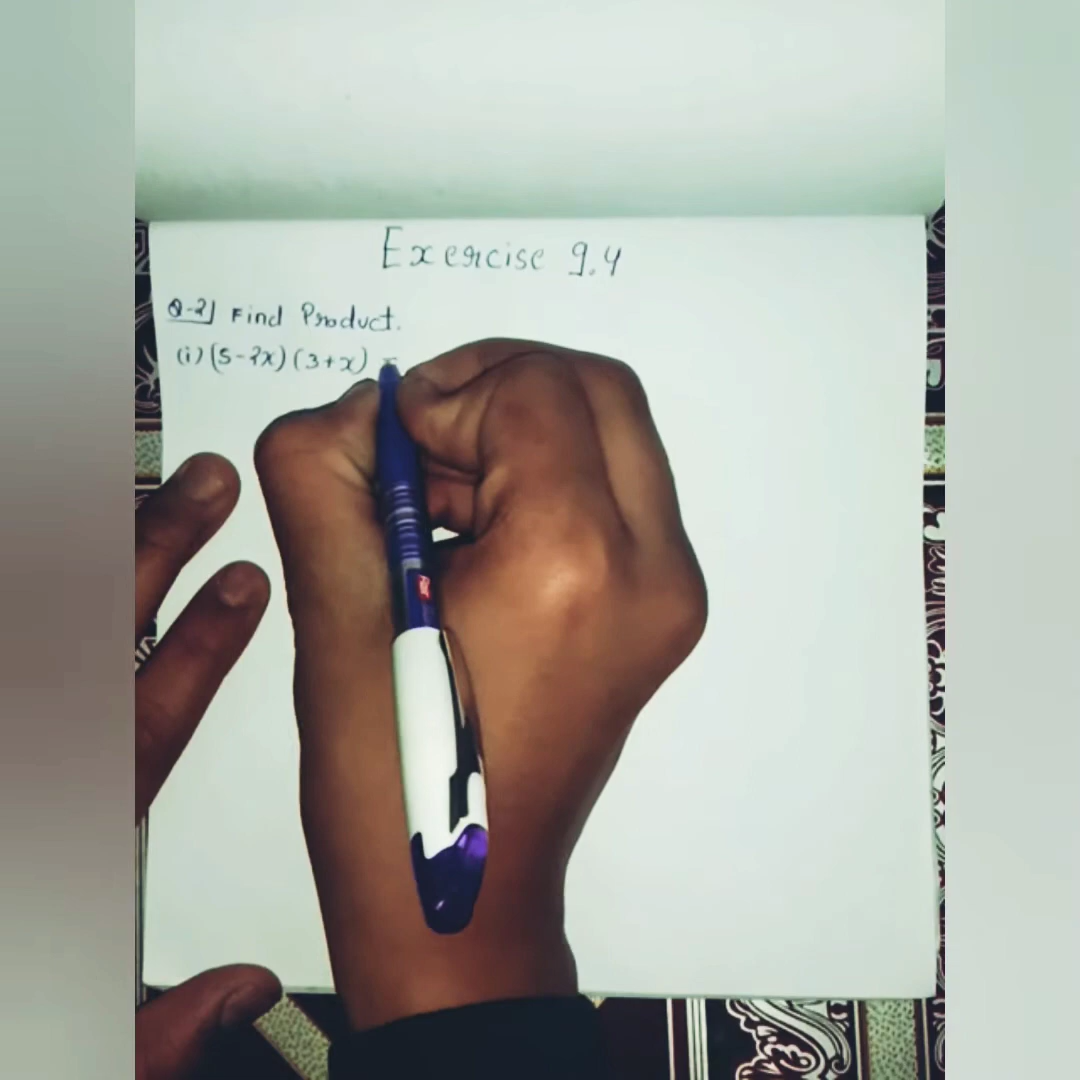 Exercise 9.4
Q-2] Find Product.
(i) (5-2x) (3+x) =